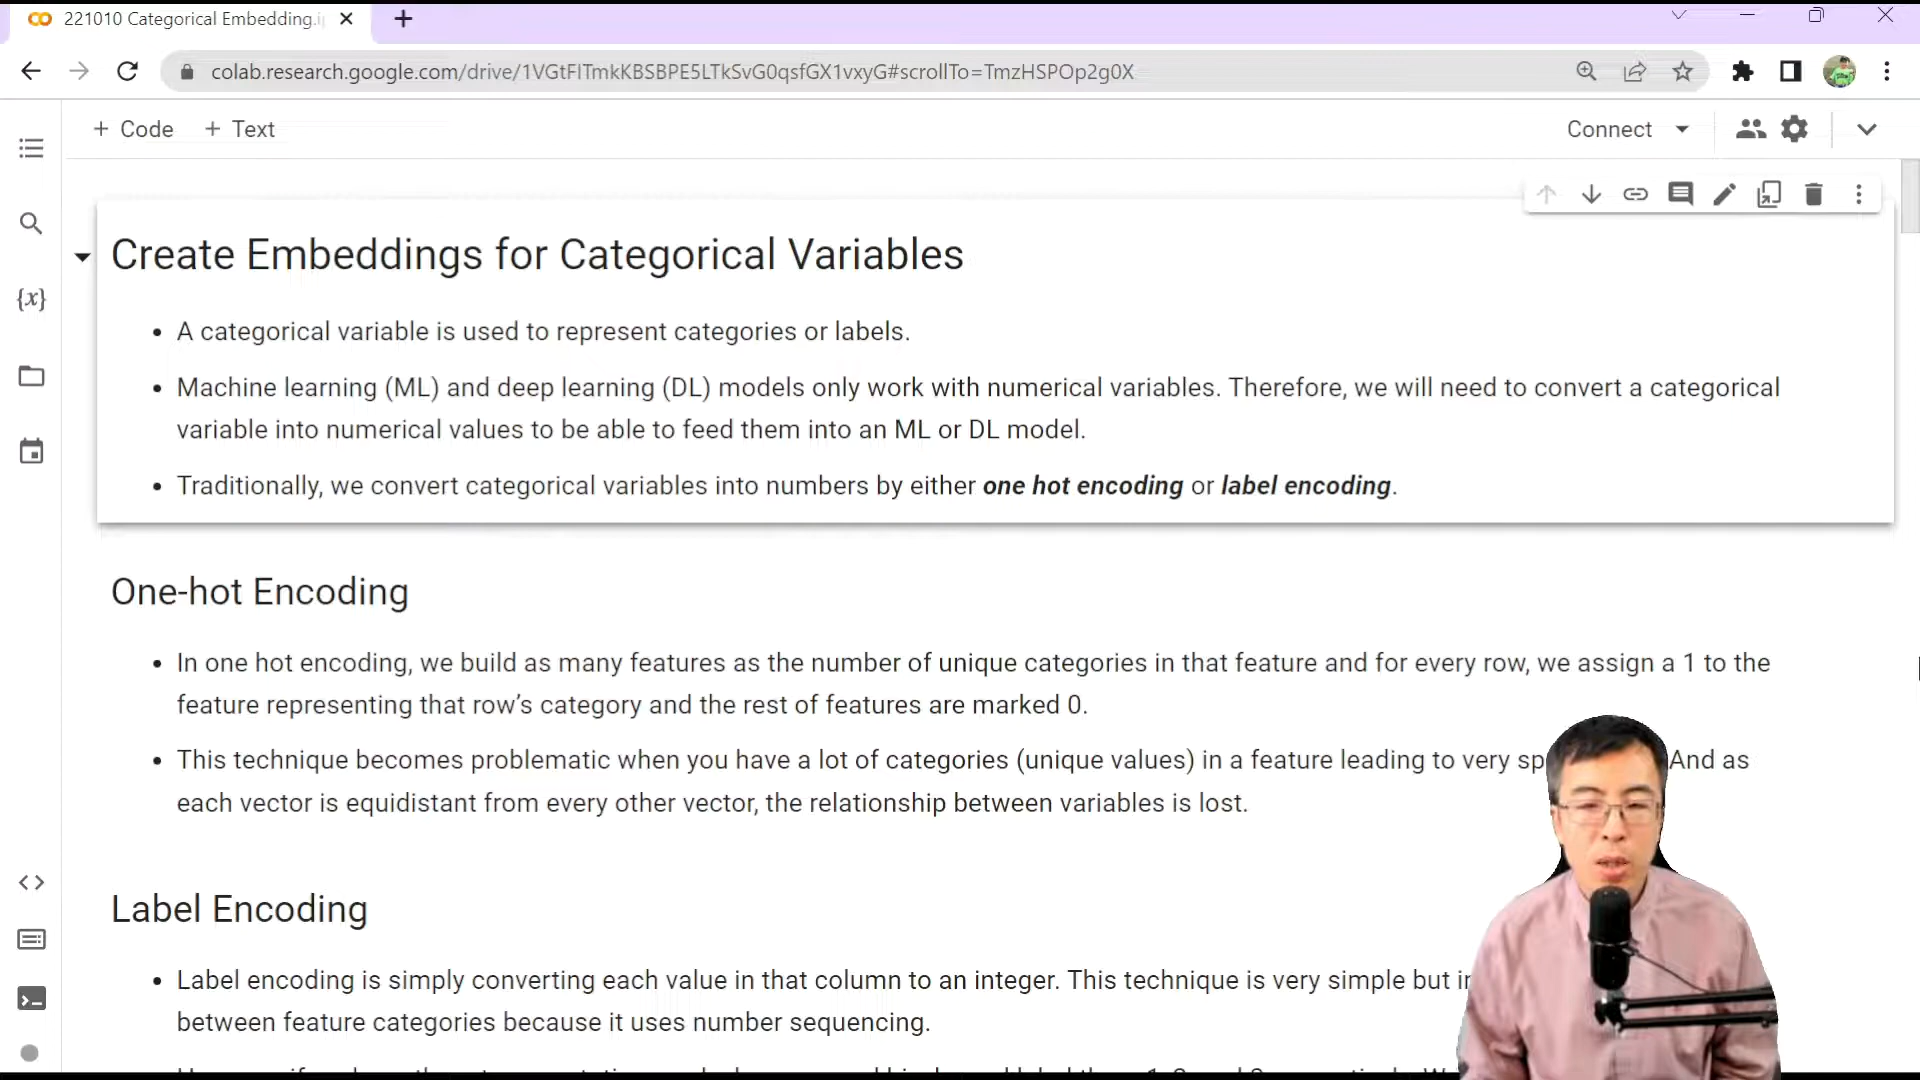 221010 Categorical Embedding.i
colab.research.google.com/drive/1VGtFlTmkKBSBPE5LTkSvG0qsfGX1vxyG#scrollTo=TmzHSPOp2g0X
+ Code + Text
Connect
{x}
Create Embeddings for Categorical Variables
• A categorical variable is used to represent categories or labels.
• Machine learning (ML) and deep learning (DL) models only work with numerical variables. Therefore, we will need to convert a categorical
variable into numerical values to be able to feed them into an ML or DL model.
• Traditionally, we convert categorical variables into numbers by either one hot encoding or label encoding.
One-hot Encoding
• In one hot encoding, we build as many features as the number of unique categories in that feature and for every row, we assign a 1 to the
feature representing that row’s category and the rest of features are marked 0.
• This technique becomes problematic when you have a lot of categories (unique values) in a feature leading to very sp And as
each vector is equidistant from every other vector, the relationship between variables is lost.
Label Encoding
• Label encoding is simply converting each value in that column to an integer. This technique is very simple but
between feature categories because it uses number sequencing.